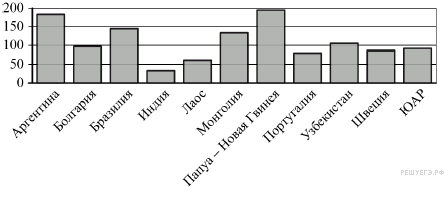 200
150
100
50
0
Аргентина
Болгария
Бразилия
Индия
Лаос
Монголия
Папуа – Новая Гвинея
Португалия
Узбекистан
Швеция
ЮАР
РЕШУЕГЭ.РФ